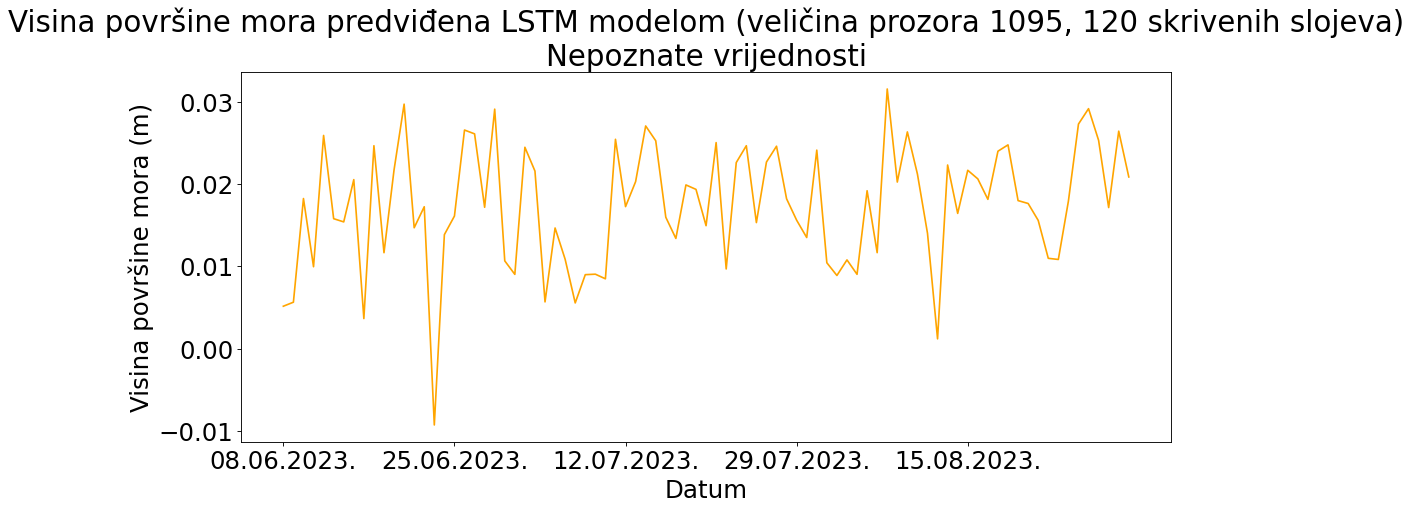 Visina površine mora predviđena LSTM modelom (veličina prozora 1095, 120 skrivenih slojeva)
Nepoznate vrijednosti
Visina površine mora (m)
0.03
0.02
0.01
0.00
−0.01
08.06.2023. 25.06.2023. 12.07.2023. 29.07.2023. 15.08.2023.
Datum